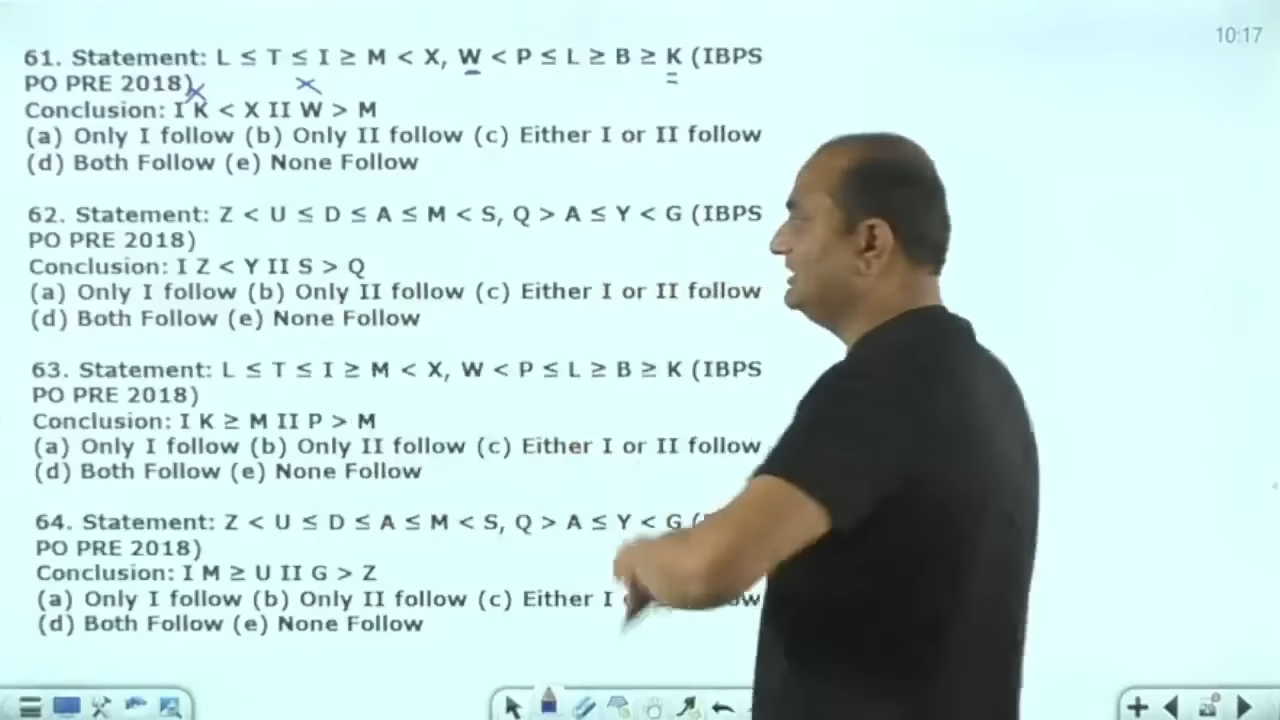 10:17
61. Statement: L ≤ T ≤ I ≥ M < X, W < P ≤ L ≥ B ≥ K (IBPS
PO PRE 2018)
Conclusion: I K < X II W > M
(a) Only I follow (b) Only II follow (c) Either I or II follow
(d) Both Follow (e) None Follow
62. Statement: Z < U ≤ D ≤ A ≤ M < S, Q > A ≤ Y < G (IBPS
PO PRE 2018)
Conclusion: I Z < Y II S > Q
(a) Only I follow (b) Only II follow (c) Either I or II follow
(d) Both Follow (e) None Follow
63. Statement: L ≤ T ≤ I ≥ M < X, W < P ≤ L ≥ B ≥ K (IBPS
PO PRE 2018)
Conclusion: I K ≥ M II P > M
(a) Only I follow (b) Only II follow (c) Either I or II follow
(d) Both Follow (e) None Follow
64. Statement: Z < U ≤ D ≤ A ≤ M < S, Q > A ≤ Y < G
PO PRE 2018)
Conclusion: I M ≥ U II G > Z
(a) Only I follow (b) Only II follow (c) Either I
(d) Both Follow (e) None Follow